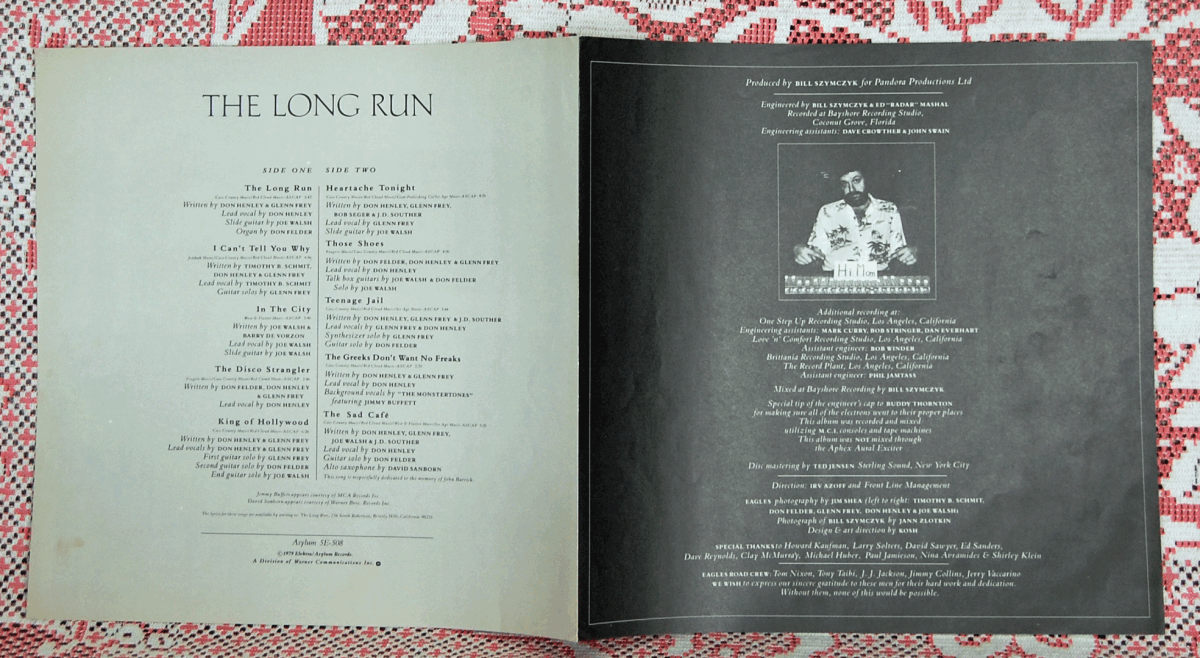 THE LONG RUN
SIDE ONE
The Long Run
Written by DON HENLEY & GLENN FREY
Lead vocal by DON HENLEY
Slide guitar by JOE WALSH
Organ by DON FELDER
I Can't Tell You Why
Written by TIMOTHY B. SCHMIT,
DON HENLEY & GLENN FREY
Lead vocal by TIMOTHY B. SCHMIT
Guitar solos by GLENN FREY
In The City
Written by JOE WALSH &
BARRY DE VORZON
Lead vocal by JOE WALSH
Slide guitar by JOE WALSH
The Disco Strangler
Written by DON FELDER, DON HENLEY
& GLENN FREY
Lead vocal by DON HENLEY
King of Hollywood
Written by DON HENLEY & GLENN FREY
Lead vocals by DON HENLEY & GLENN FREY
First guitar solo by GLENN FREY
Second guitar solo by DON FELDER
End guitar solo by JOE WALSH
SIDE TWO
Heartache Tonight
Written by DON HENLEY, GLENN FREY,
BOB SEGER & J.D. SOUTHER
Lead vocal by GLENN FREY
Slide guitar by JOE WALSH
Those Shoes
Written by DON FELDER, DON HENLEY & GLENN FREY
Lead vocal by DON HENLEY
Talk box guitars by JOE WALSH & DON FELDER
Solo by JOE WALSH
Teenage Jail
Written by DON HENLEY, GLENN FREY & J.D. SOUTHER
Lead vocals by GLENN FREY & DON HENLEY
Synthesizer solo by GLENN FREY
Guitar solo by DON FELDER
The Greeks Don't Want No Freaks
Written by DON HENLEY & GLENN FREY
Lead vocal by DON HENLEY
Background vocals by "THE MONSTERTONES"
featuring JIMMY BUFFETT
The Sad Café
Written by DON HENLEY, GLENN FREY,
JOE WALSH & J.D. SOUTHER
Lead vocal by DON HENLEY
Guitar solo by DON FELDER
Alto saxophone by DAVID SANBORN
This song is respectfully dedicated to the memory of John Barrick.
Jimmy Buffett appears courtesy of MCA Records Inc.
David Sanborn appears courtesy of Warner Bros. Records Inc.
Asylum 5E-508
©1979 Elektra/Asylum Records
A Division of Warner Communications Inc.
Produced by BILL SZYMCZYK for Pandora Productions Ltd
Engineered by BILL SZYMCZYK & ED "RADAR" MASHAL
Recorded at Bayshore Recording Studio,
Coconut Grove, Florida
Engineering assistants: DAVE CROWTHER & JOHN SWAIN
Hi Mom
Additional recording at:
One Step Up Recording Studio, Los Angeles, California
Engineering assistants: MARK CURRY, BOB STRINGER, DAN EVERHART
Love 'n' Comfort Recording Studio, Los Angeles, California
Assistant engineer: BOB WINDER
Brittania Recording Studio, Los Angeles, California
The Record Plant, Los Angeles, California
Assistant engineer: PHIL JAMTASS
Mixed at Bayshore Recording by BILL SZYMCZYK
Special tip of the engineer's cap to BUDDY THORNTON
for making sure all of the electrons went to their proper places
This album was recorded and mixed
utilizing M.C.I. consoles and tape machines
This album was NOT mixed through
the Aphex Aural Exciter
Disc mastering by TED JENSEN Sterling Sound, New York City
Direction: IRV AZOFF and Front Line Management
EAGLES photography by JIM SHEA (left to right: TIMOTHY B. SCHMIT,
DON FELDER, GLENN FREY, DON HENLEY & JOE WALSH)
Photograph of BILL SZYMCZYK by JANN ZLOTKIN
Design & art direction by KOSH
SPECIAL THANKS to Howard Kaufman, Larry Solters, David Sawyer, Ed Sanders,
Dave Reynolds, Clay McMurray, Michael Huber, Paul Jamieson, Nina Avramides & Shirley Klein
EAGLES ROAD CREW: Tom Nixon, Tony Taibi, J. J. Jackson, Jimmy Collins, Jerry Vaccarino
WE WISH to express our sincere gratitude to these men for their hard work and dedication.
Without them, none of this would be possible.